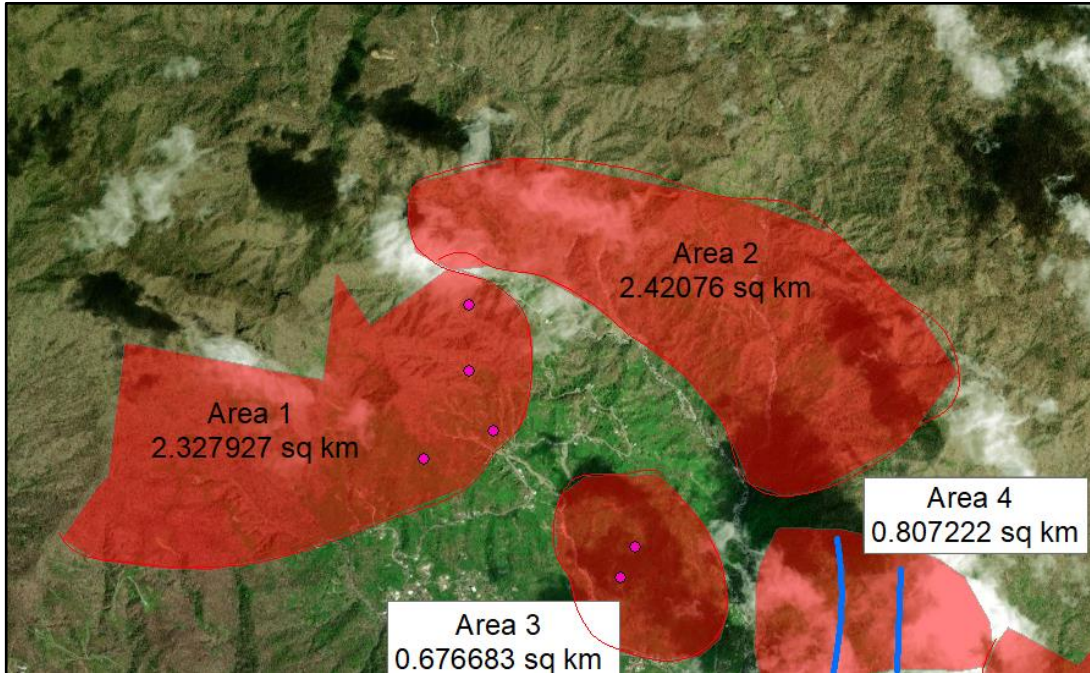 Area 2
2.42076 sq km
Area 1
2.327927 sq km
Area 4
0.807222 sq km
Area 3
0.676683 sq km